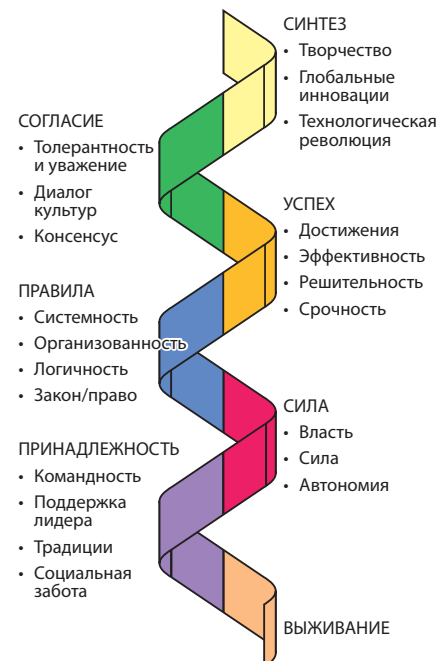 СИНТЕЗ
• Творчество
• Глобальные
инновации
• Технологическая
революция
СОГЛАСИЕ
• Толерантность
и уважение
• Диалог
культур
• Консенсус
УСПЕХ
• Достижения
• Эффективность
• Решительность
• Срочность
ПРАВИЛА
• Системность
• Организованность
• Логичность
• Закон/право
СИЛА
• Власть
• Сила
• Автономия
ПРИНАДЛЕЖНОСТЬ
• Командность
• Поддержка
лидера
• Традиции
• Социальная
забота
ВЫЖИВАНИЕ